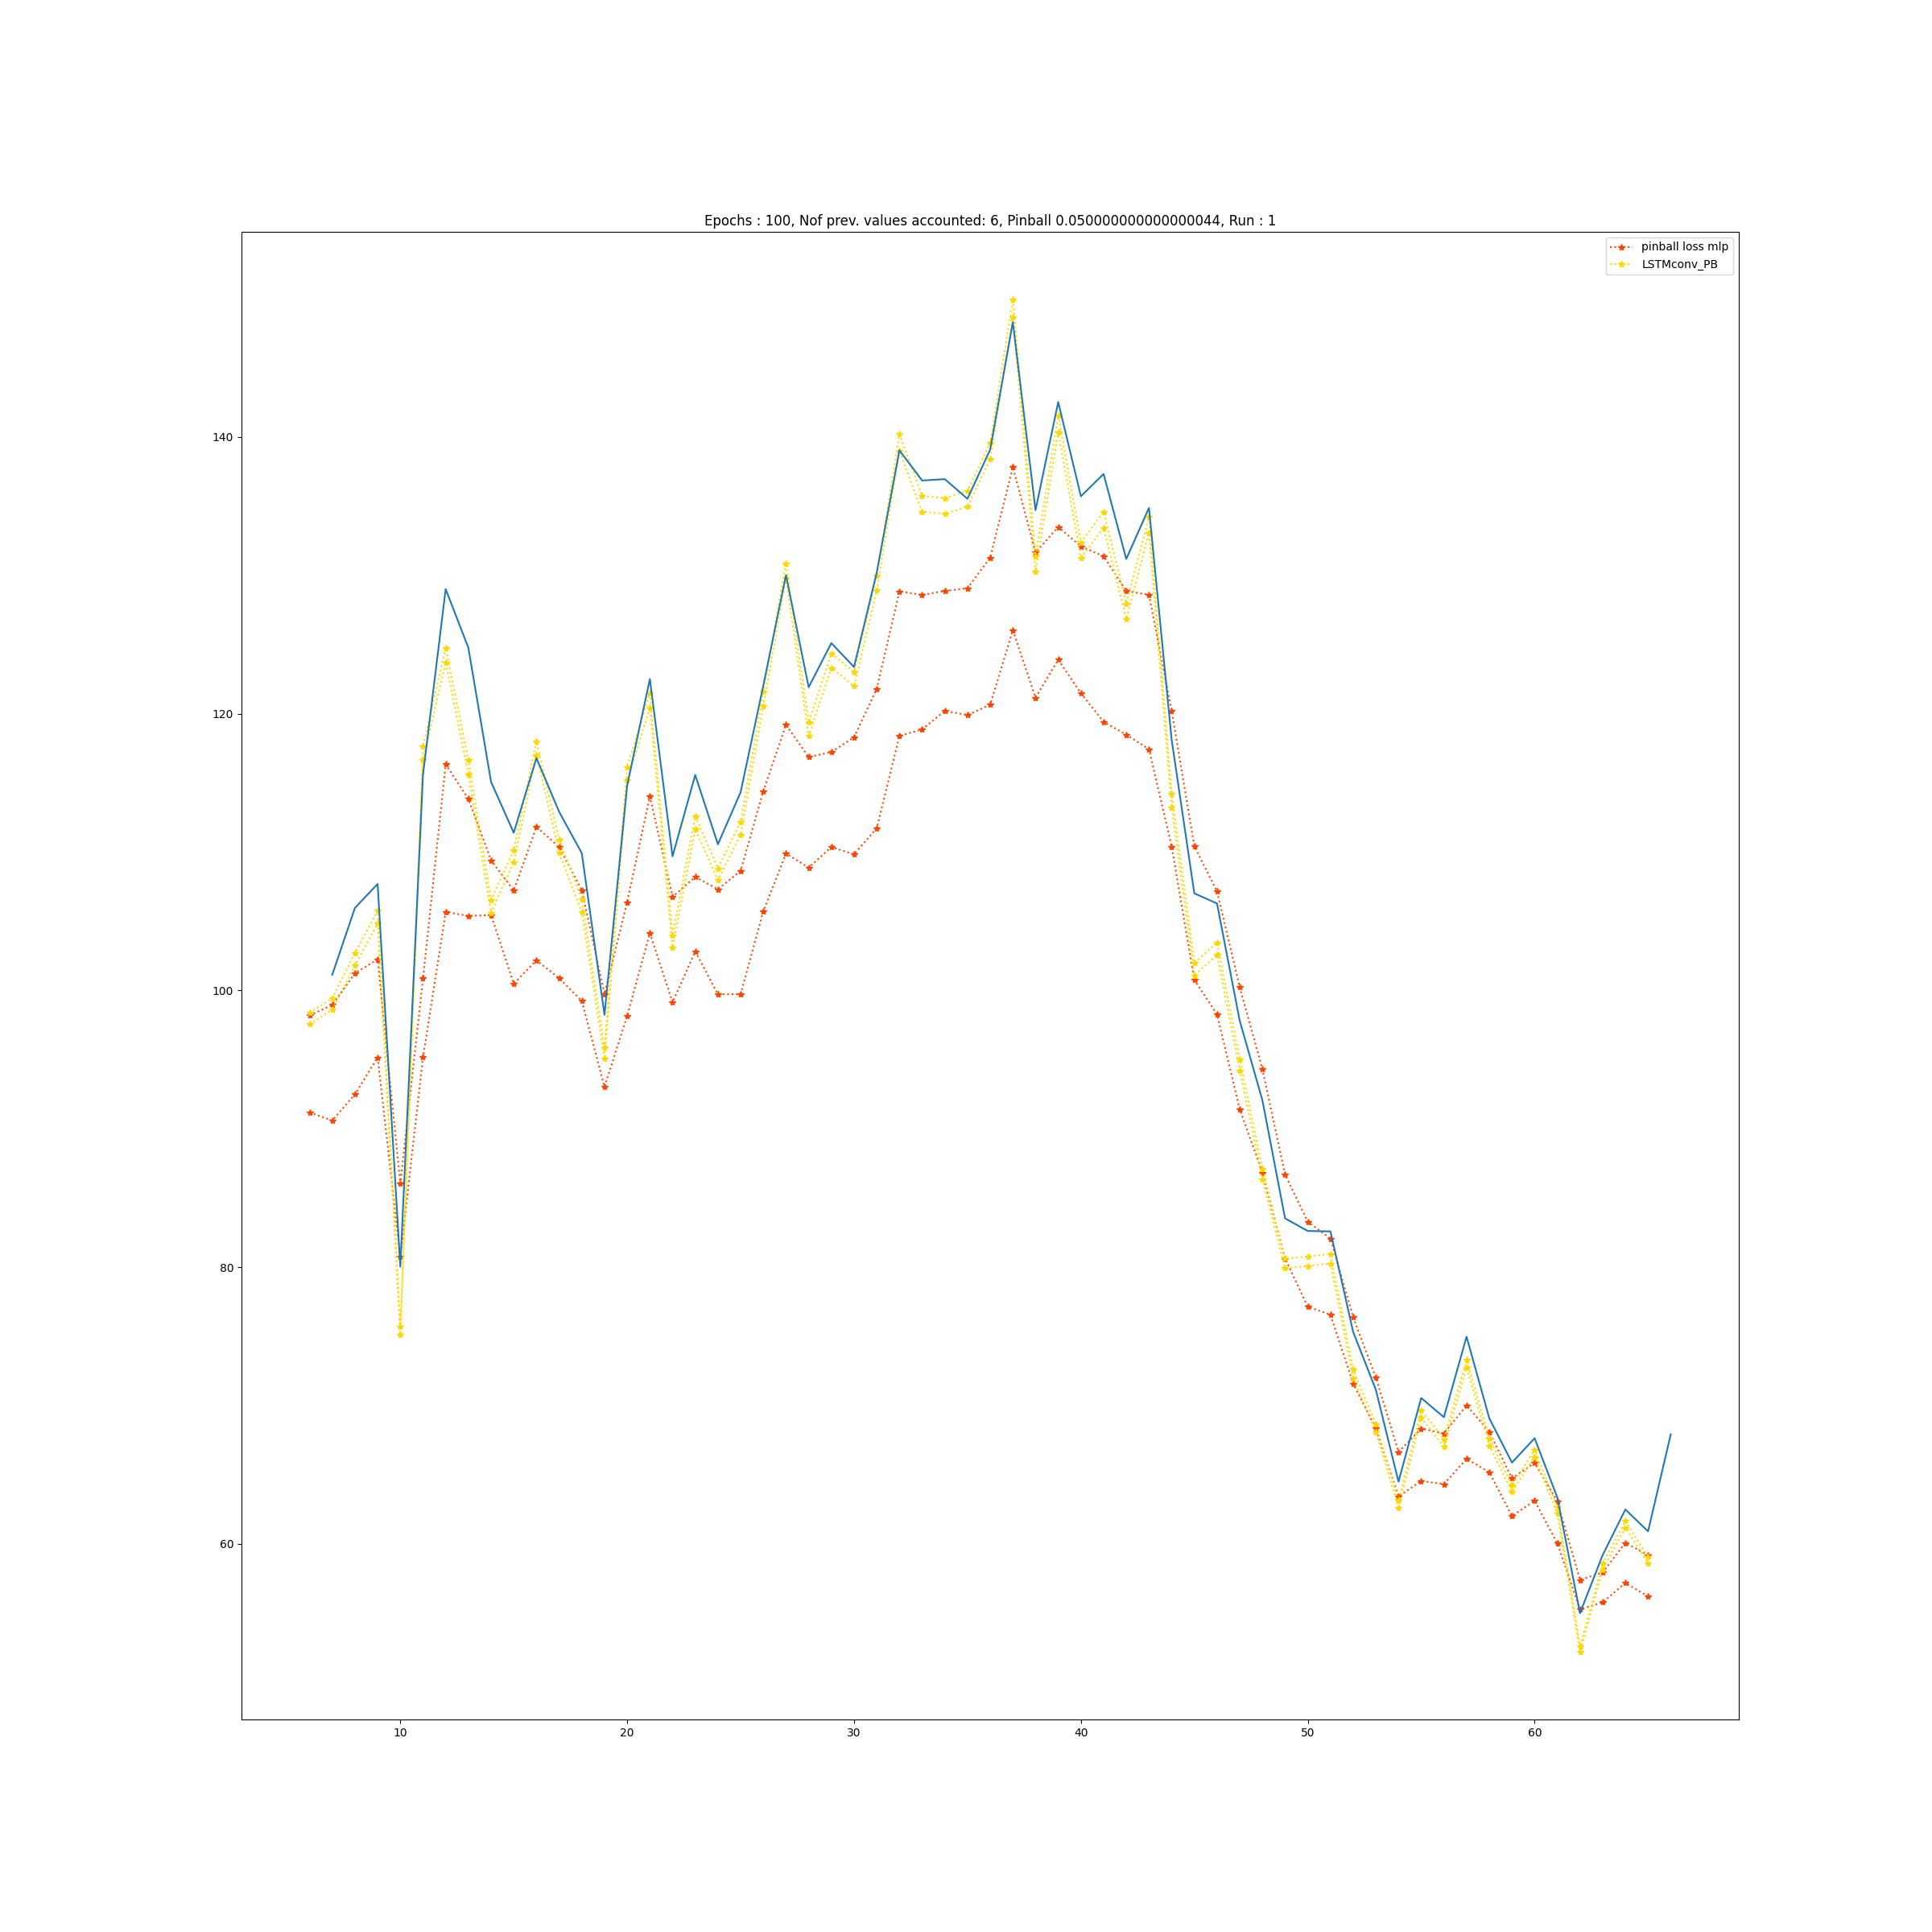 Epochs : 100, Nof prev. values accounted: 6, Pinball 0.050000000000000044, Run : 1
pinball loss mlp
LSTMconv_PB
140
120
100
80
60
10 20 30 40 50 60